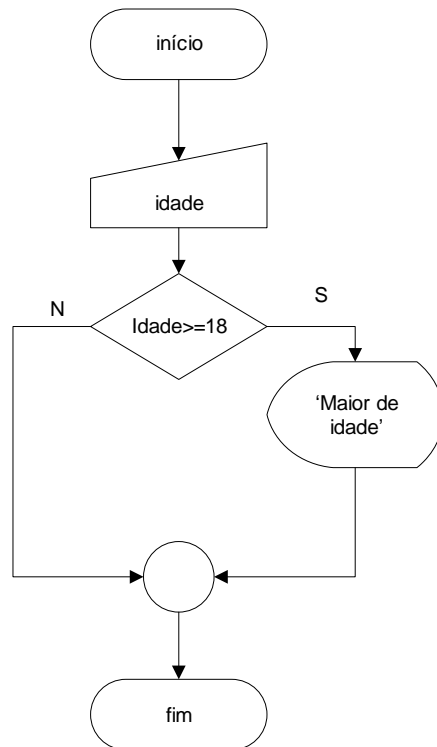 início
idade
N
S
Idade>=18
‘Maior de
idade’
fim